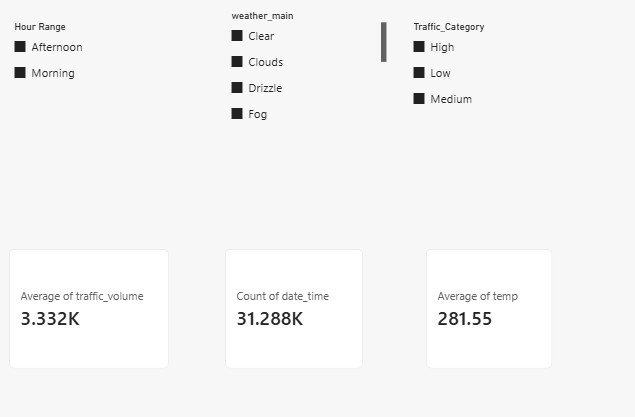 Hour Range
Afternoon
Morning
weather_main
Clear
Clouds
Drizzle
Fog
Traffic_Category
High
Low
Medium
Average of traffic_volume
3.332K
Count of date_time
31.288K
Average of temp
281.55